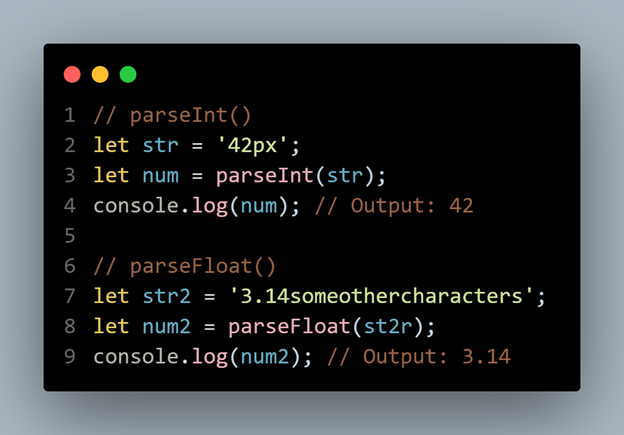 1 // parseInt()
2 let str = '42px';
3 let num = parseInt(str);
4 console.log(num); // Output: 42
5
6 // parseFloat()
7 let str2 = '3.14someothercharacters';
8 let num2 = parseFloat(st2r);
9 console.log(num2); // Output: 3.14